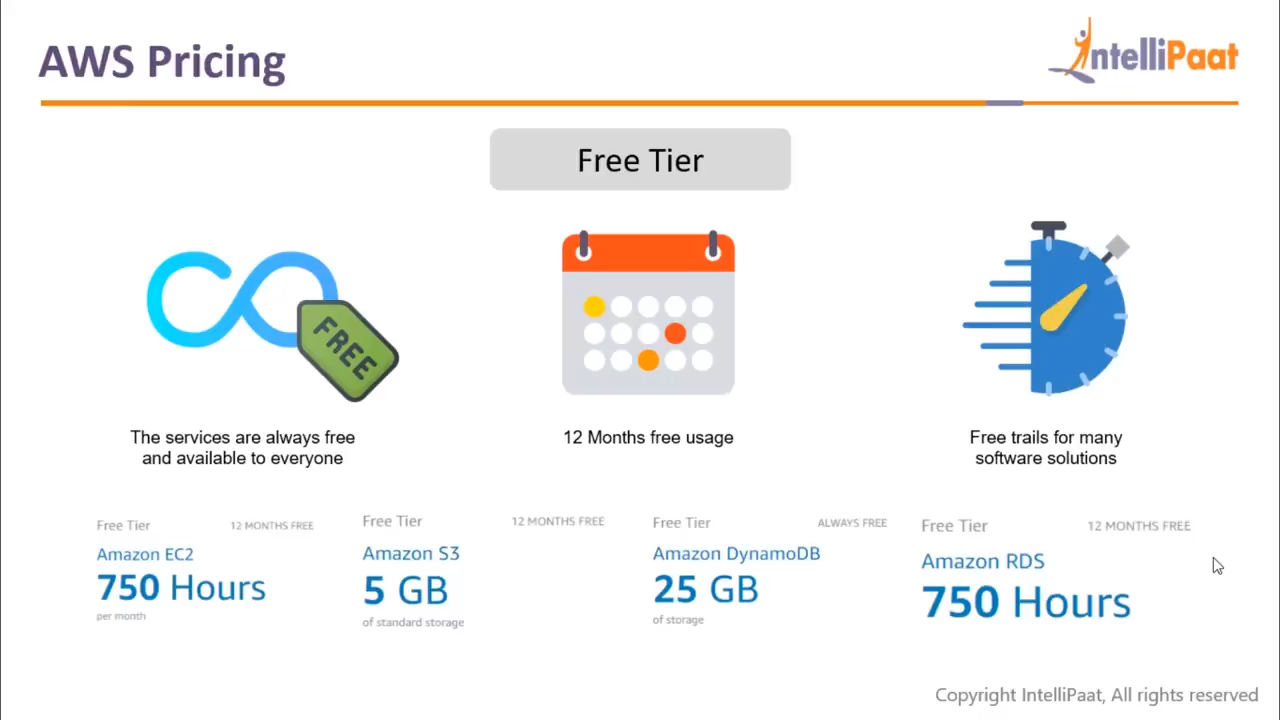 AWS Pricing
IntelliPaat
Free Tier
FREE
The services are always free
and available to everyone
12 Months free usage
Free trails for many
software solutions
Free Tier 12 MONTHS FREE
Amazon EC2
750 Hours
per month
Free Tier 12 MONTHS FREE
Amazon S3
5 GB
of standard storage
Free Tier ALWAYS FREE
Amazon DynamoDB
25 GB
of storage
Free Tier 12 MONTHS FREE
Amazon RDS
750 Hours
Copyright IntelliPaat, All rights reserved